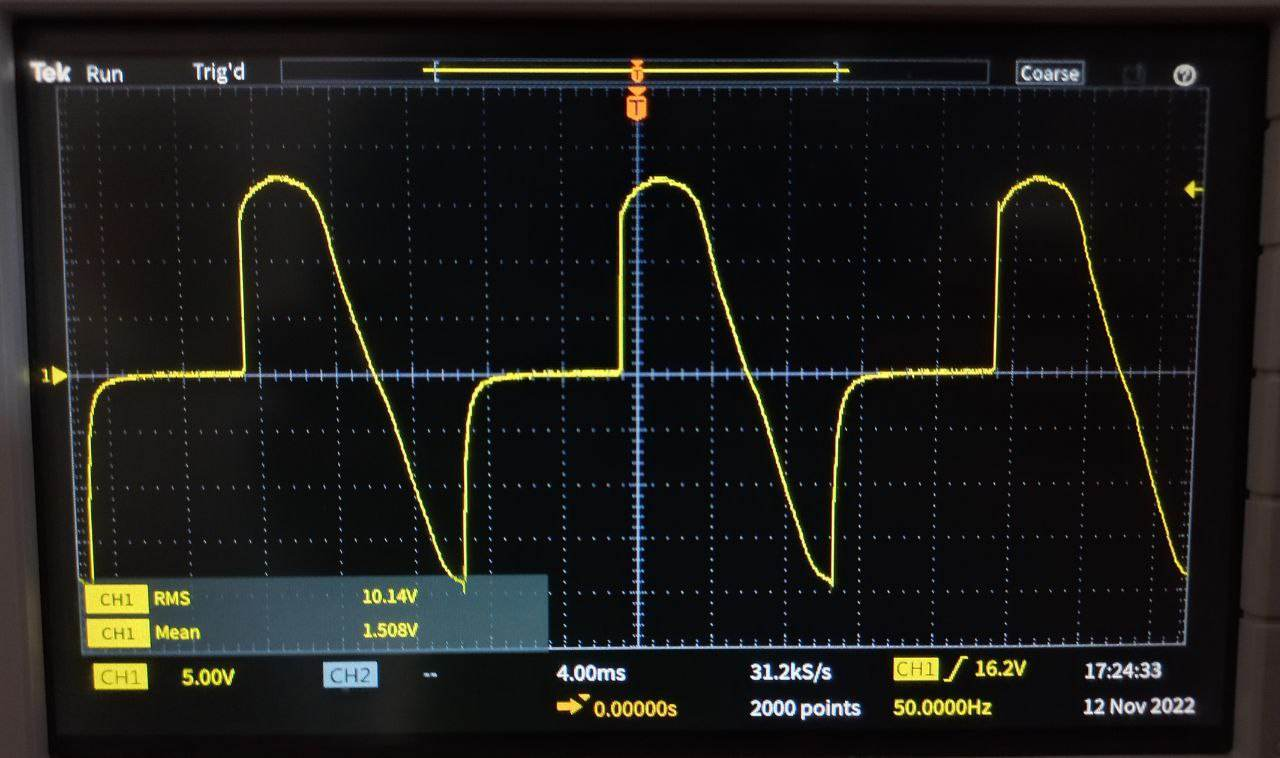 Tek Run Trig'd Coarse ?
T
T
1
CH1 RMS 10.14V
CH1 Mean 1.508V
CH1 5.00V CH2 -- 4.00ms 31.2kS/s CH1 16.2V 17:24:33
0.00000s 2000 points 50.0000Hz 12 Nov 2022